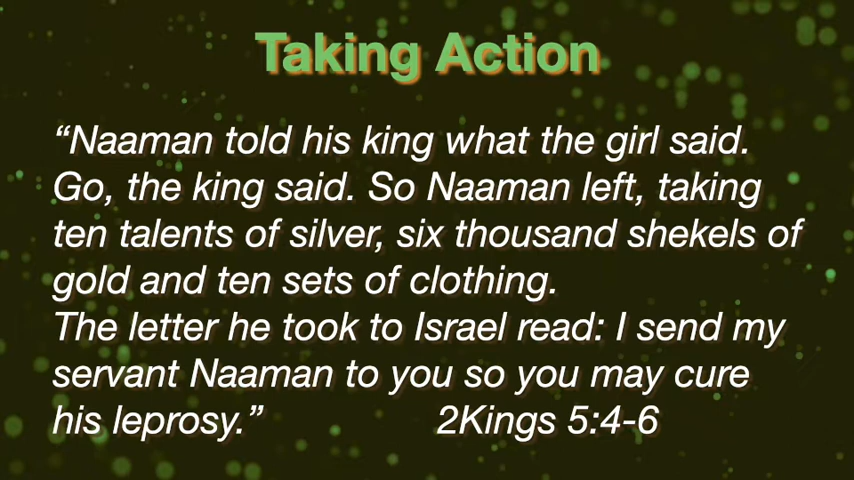 Taking Action
“Naaman told his king what the girl said.
Go, the king said. So Naaman left, taking
ten talents of silver, six thousand shekels of
gold and ten sets of clothing.
The letter he took to Israel read: I send my
servant Naaman to you so you may cure
his leprosy.” 2Kings 5:4-6